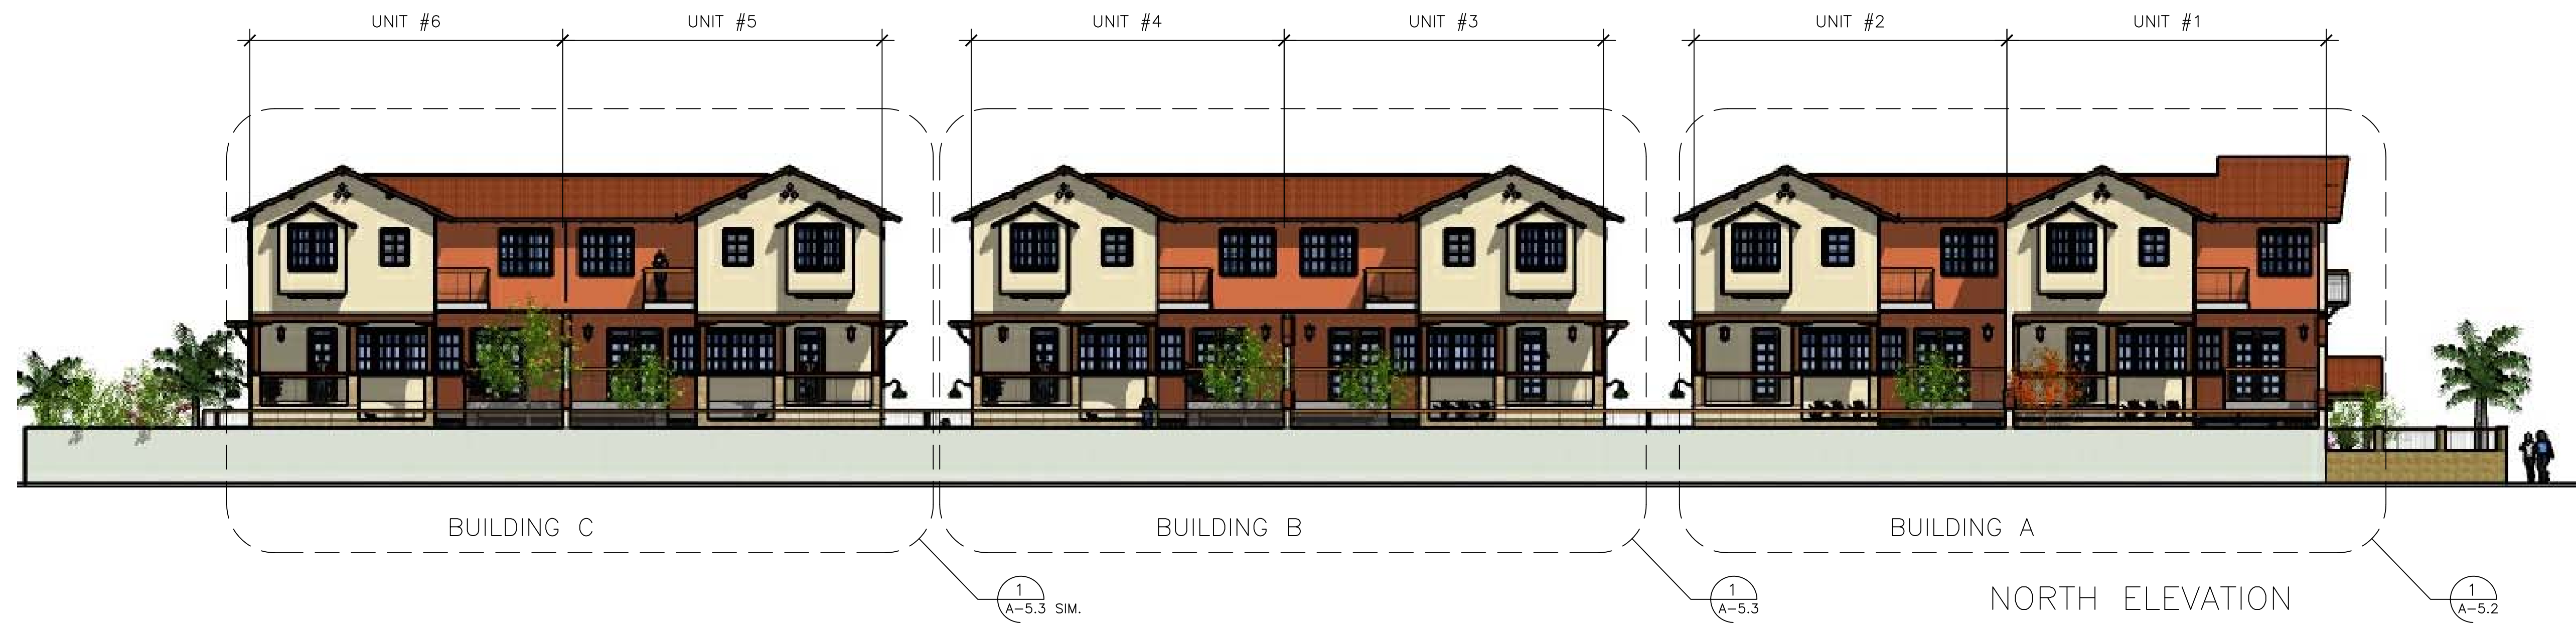 UNIT #6
UNIT #5
UNIT #4
UNIT #3
UNIT #2
UNIT #1
BUILDING C
BUILDING B
BUILDING A
1
A-5.3 SIM.
1
A-5.3
NORTH ELEVATION
1
A-5.2